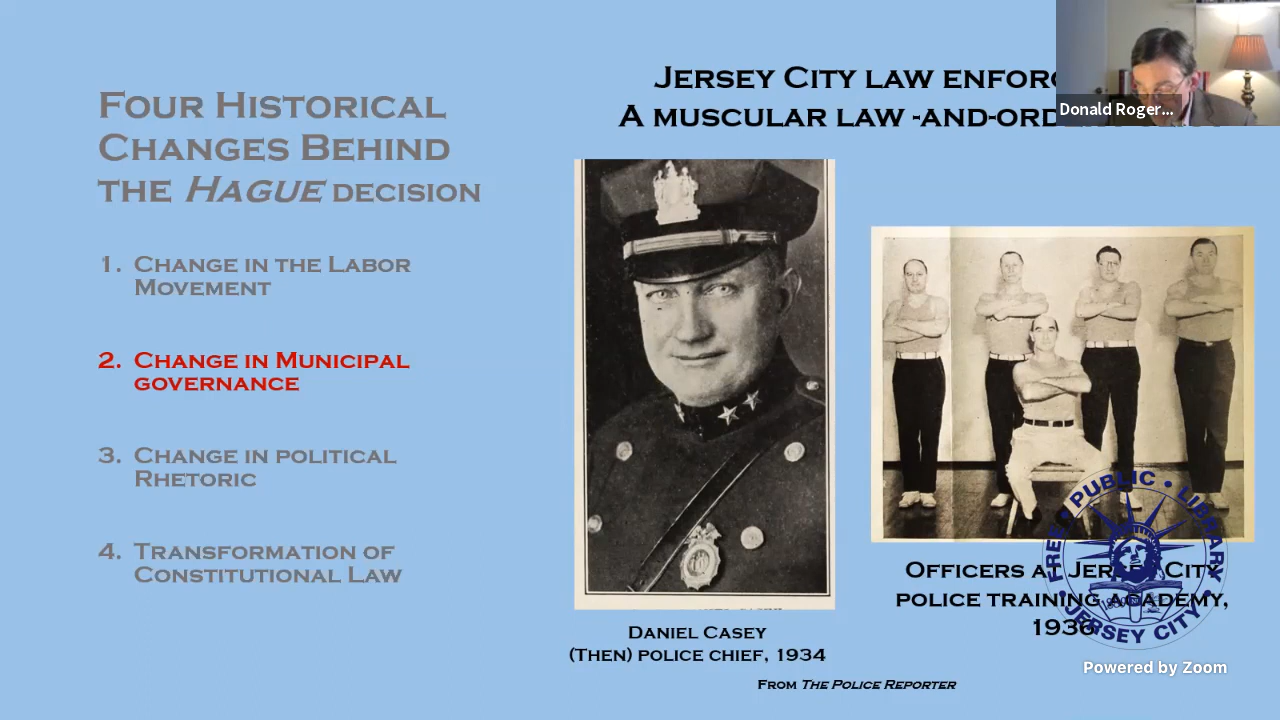 Four Historical
Changes Behind
the Hague decision
1. Change in the Labor
Movement
2. Change in Municipal
governance
3. Change in political
Rhetoric
4. Transformation of
Constitutional Law
Jersey City law
A muscular law -and-
Donald Roger...
Daniel Casey
(Then) police chief, 1934
Officers Jersey City
police training academy,
1936
From The Police Reporter
FREE • PUBLIC • LIBRARY
• JERSEY CITY •
Powered by Zoom